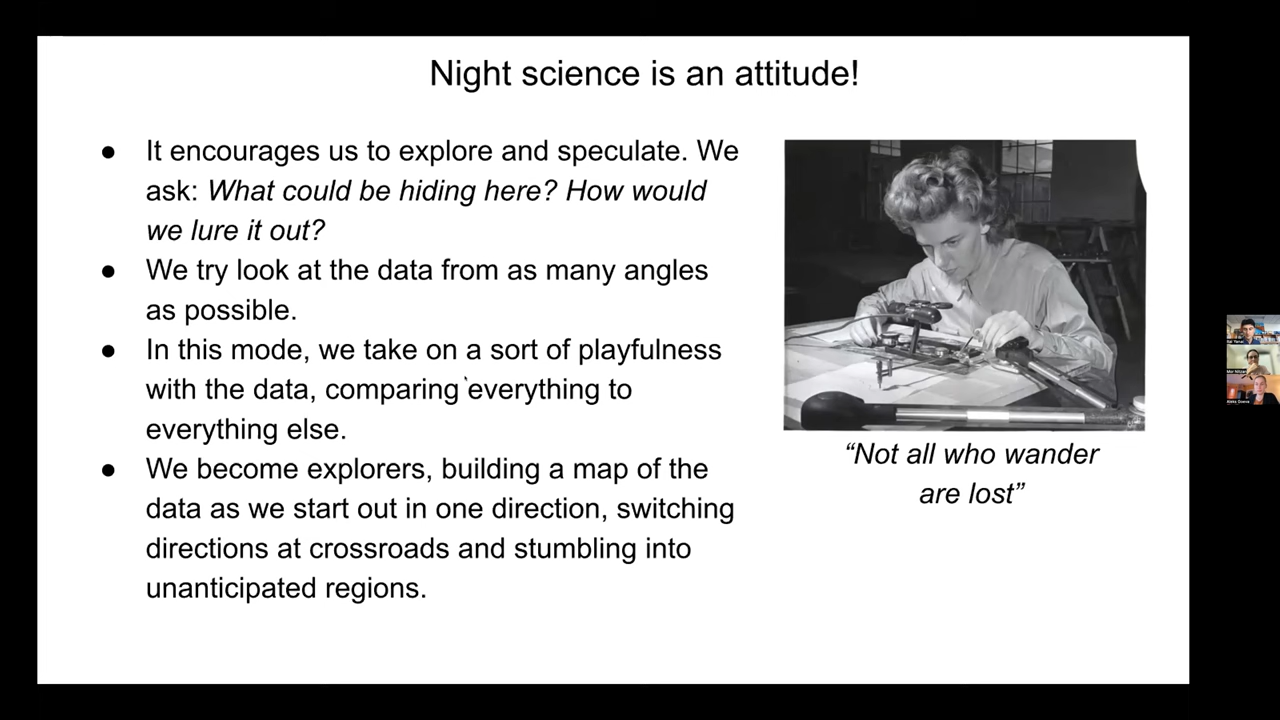 Night science is an attitude!
● It encourages us to explore and speculate. We
ask: What could be hiding here? How would
we lure it out?
● We try look at the data from as many angles
as possible.
● In this mode, we take on a sort of playfulness
with the data, comparing everything to
everything else.
● We become explorers, building a map of the
data as we start out in one direction, switching
directions at crossroads and stumbling into
unanticipated regions.
“Not all who wander
are lost”